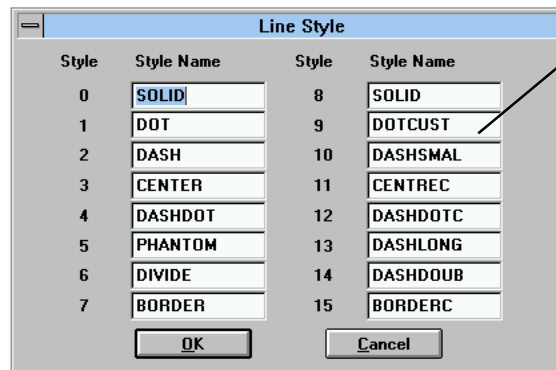 Line Style
Style Style Name Style Style Name
0 SOLID 8 SOLID
1 DOT 9 DOTCUST
2 DASH 10 DASHSMAL
3 CENTER 11 CENTREC
4 DASHDOT 12 DASHDOTC
5 PHANTOM 13 DASHLONG
6 DIVIDE 14 DASHDOUB
7 BORDER 15 BORDERC
OK Cancel